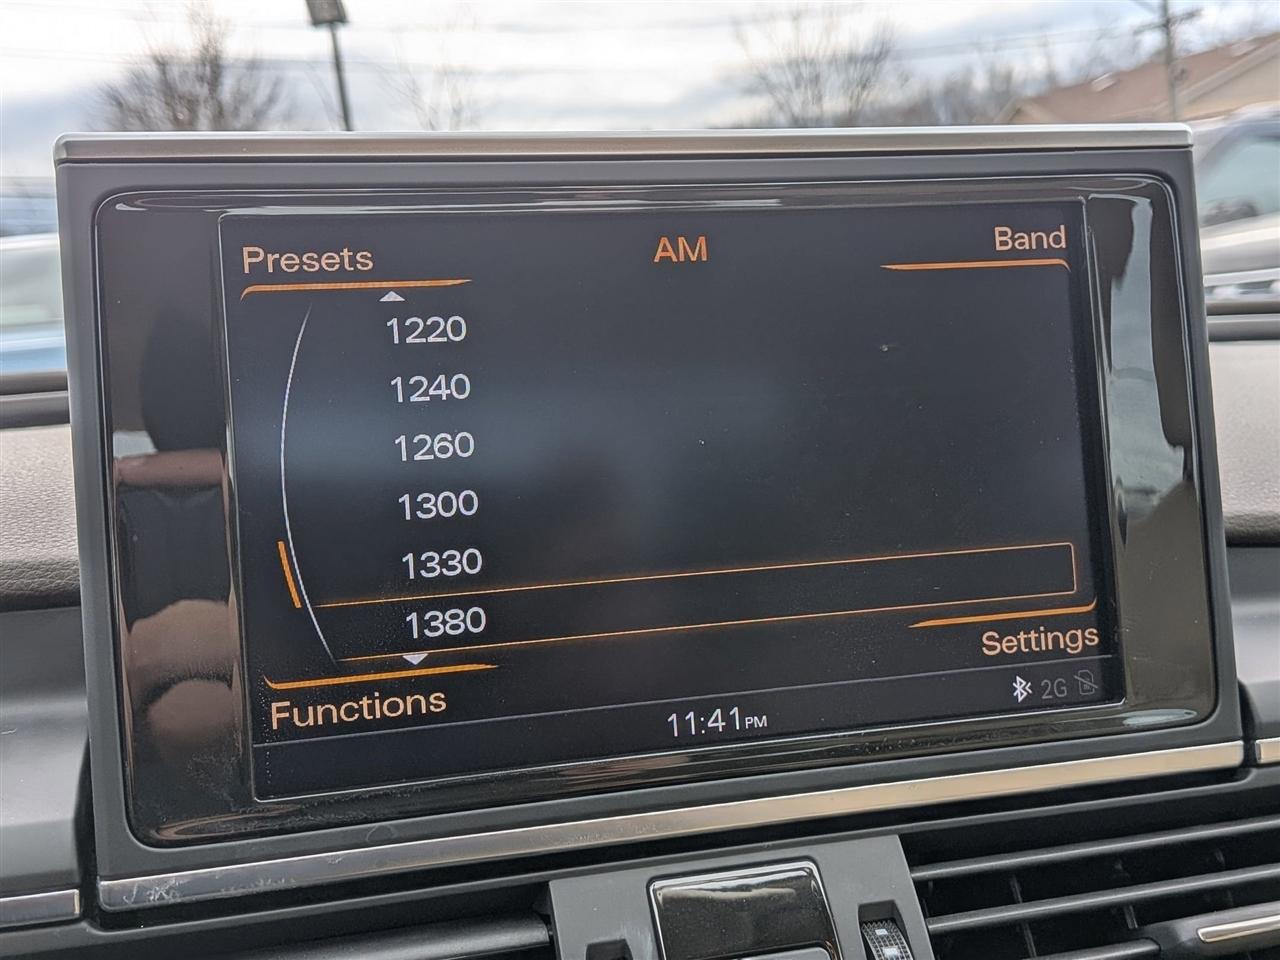 Presets
AM
Band
1220
1240
1260
1300
1330
1380
Settings
Functions
2G
11:41PM